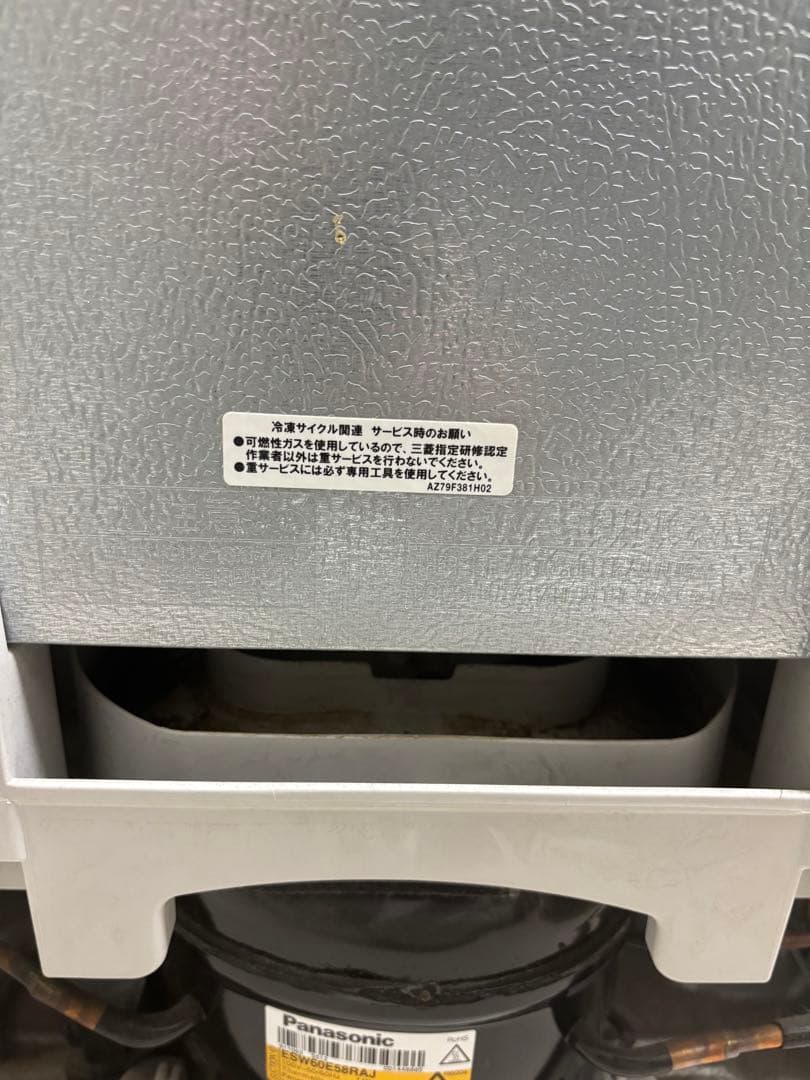 冷凍サイクル関連 サービス時のお願い
●可燃性ガスを使用しているので、三菱指定研修認定
作業者以外は重サービスを行わないでください。
●重サービスには必ず専用工具を使用してください。
AZ79F381H02
Panasonic
RoHS
ESW60E58RAJ